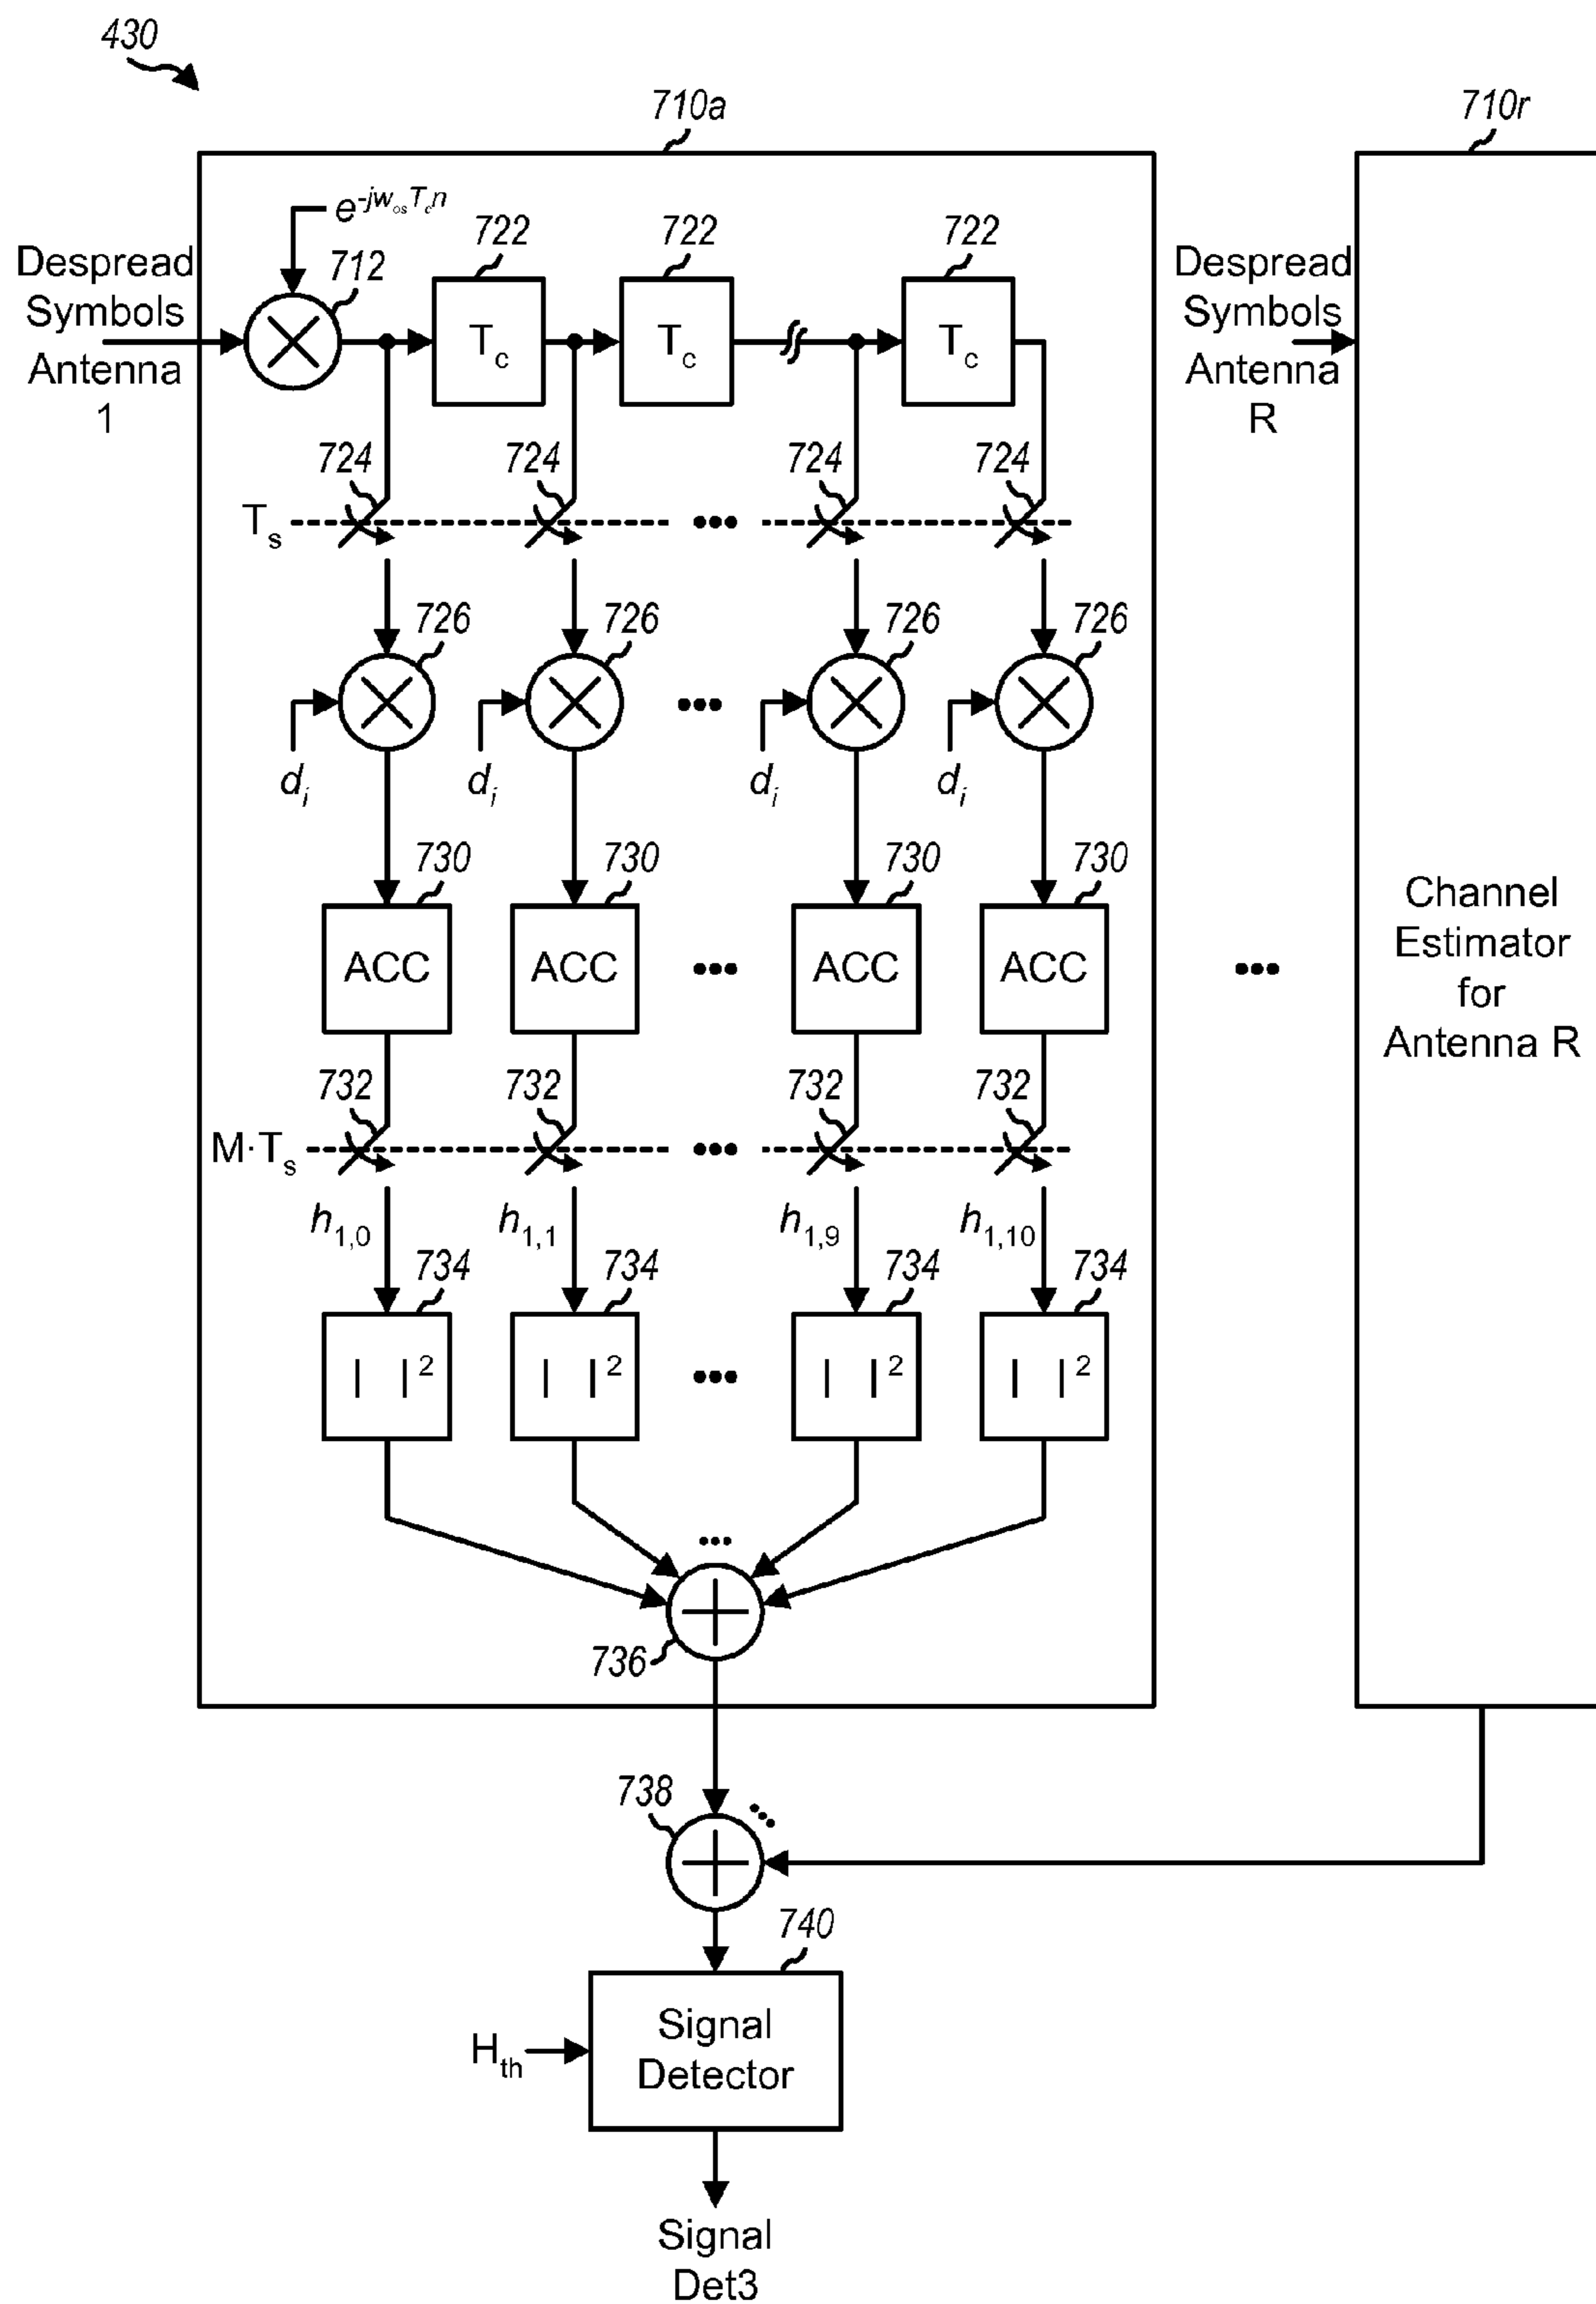 430
710a
710r
e-jwosTcn
712
722
722
722
Despread
Symbols
Antenna
1
Tc
Tc
Tc
Despread
Symbols
Antenna
R
724
724
724
724
Ts
726
726
726
726
di
di
di
di
730
730
730
730
ACC
ACC
ACC
ACC
Channel
Estimator
for
Antenna R
732
732
732
732
M·Ts
h1,0
h1,1
h1,9
h1,10
734
734
734
734
| |2
| |2
| |2
| |2
736
738
740
Hth
Signal
Detector
Signal
Det3